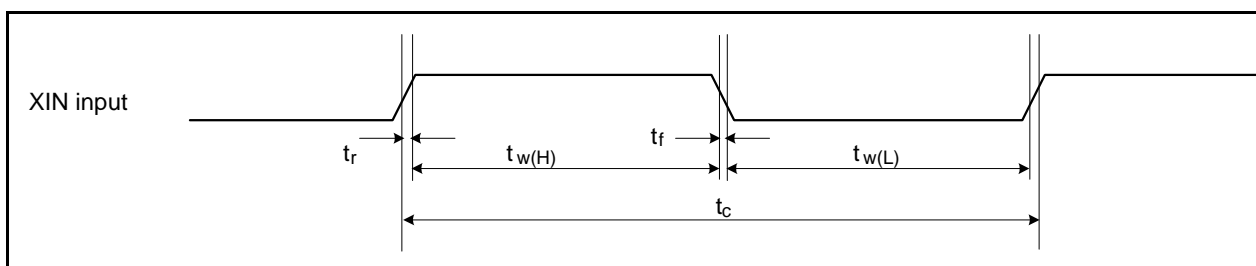 XIN input
tr
tw(H)
tf
tw(L)
tc